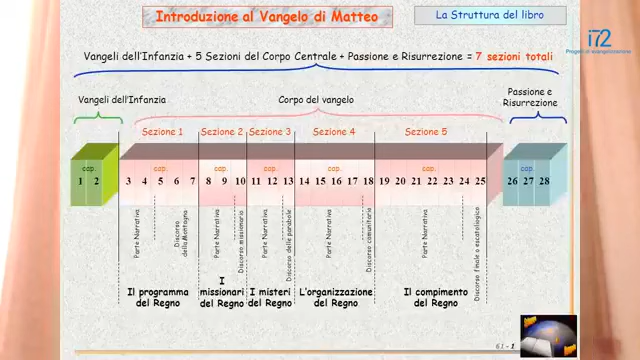 Introduzione al Vangelo di Matteo
La Struttura del libro
i72
Progetti di evangelizzazione
Vangeli dell'Infanzia + 5 Sezioni del Corpo Centrale + Passione e Risurrezione = 7 sezioni totali
Vangeli dell'Infanzia
Corpo del vangelo
Passione e
Risurrezione
Sezione 1
Sezione 2
Sezione 3
Sezione 4
Sezione 5
cap. cap. cap. cap. cap. cap. cap.
1 2 3 4 5 6 7 8 9 10 11 12 13 14 15 16 17 18 19 20 21 22 23 24 25 26 27 28
Parte Narrativa
Discorso
della Montagna
Parte Narrativa
Discorso missionario
Parte Narrativa
Discorso delle parabole
Parte Narrativa
Discorso comunitario
Parte Narrativa
Discorso finale o escatologico
Il programma
del Regno
I
missionari
del Regno
I misteri
del Regno
L'organizzazione
del Regno
Il compimento
del Regno
61 - 1